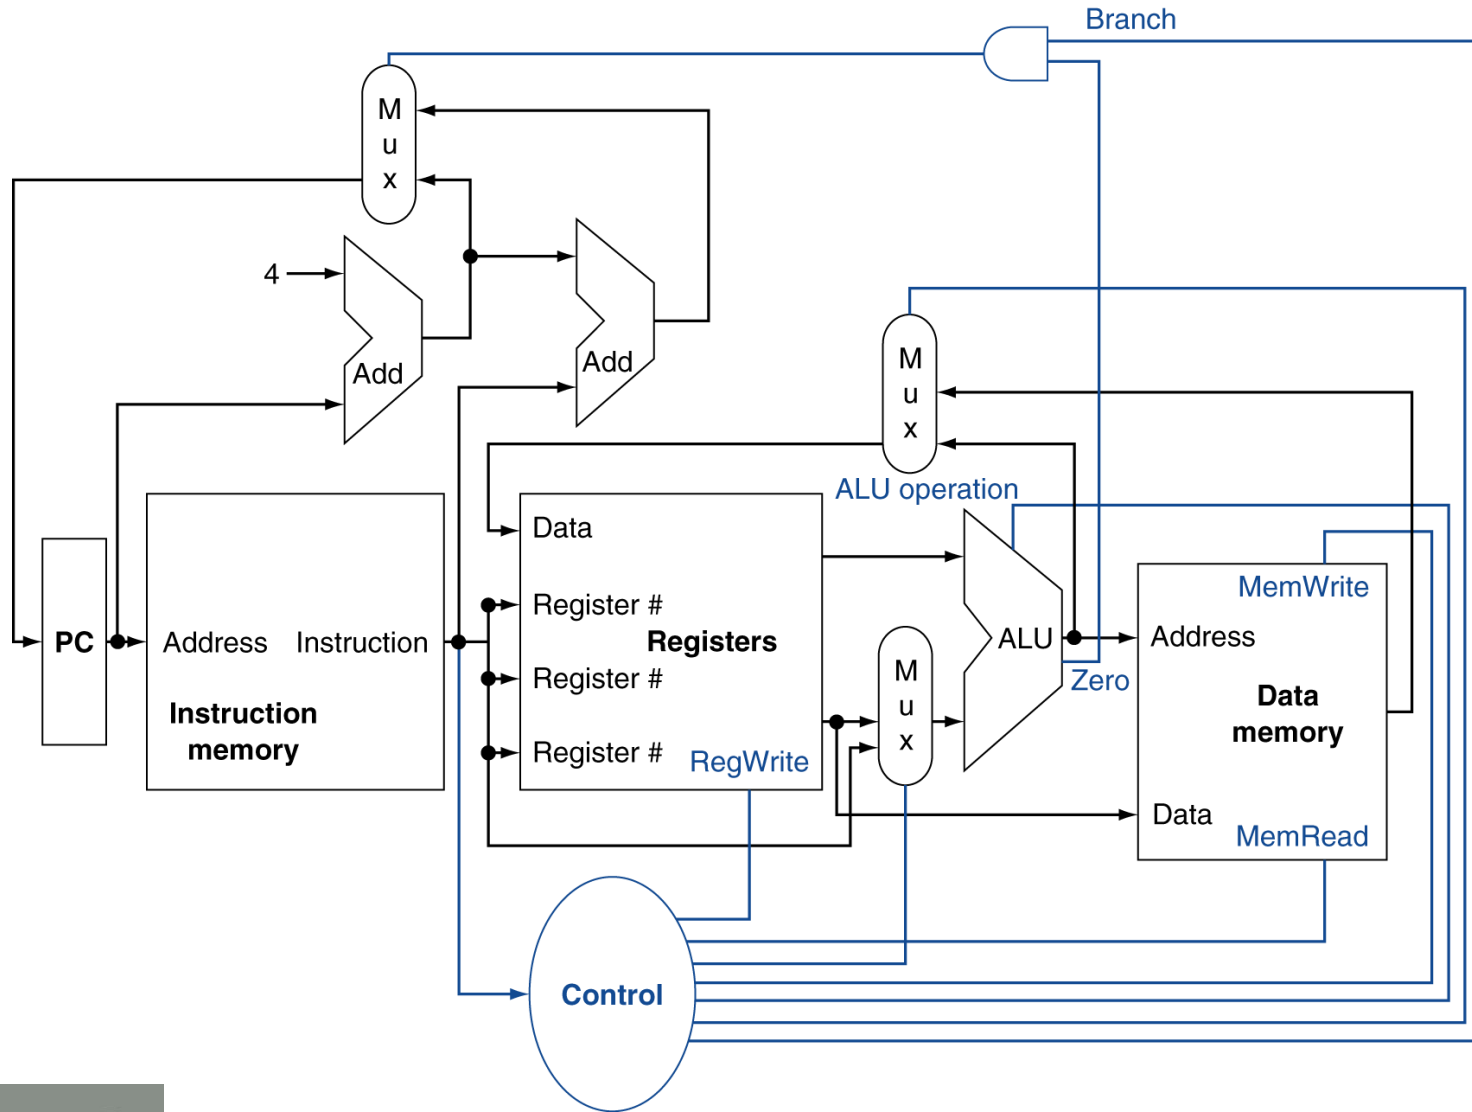 Branch
M
u
x
4
Add
Add
M
u
x
ALU operation
Data
Register #
Registers
Register #
Register #
RegWrite
PC
Address
Instruction
Instruction
memory
M
u
x
ALU
Zero
MemWrite
Address
Data
memory
Data
MemRead
Control